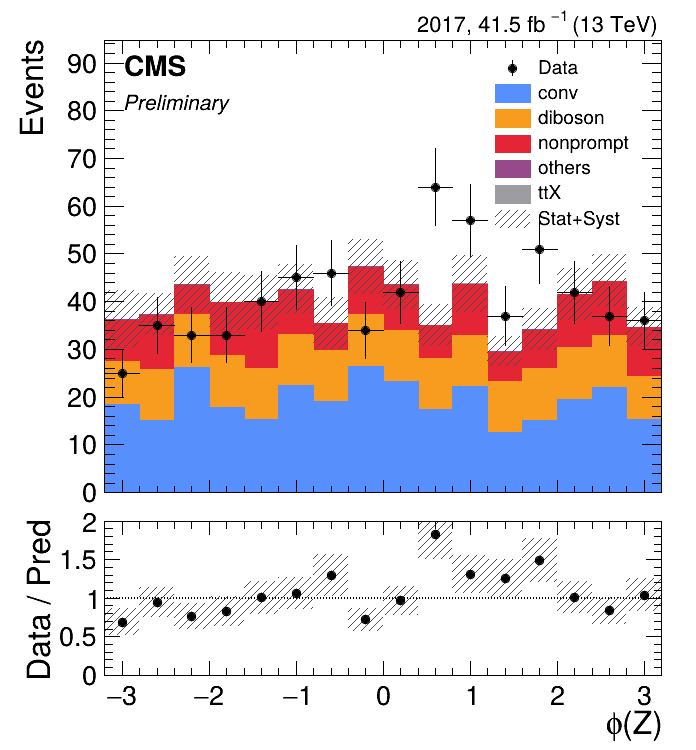 2017, 41.5 fb⁻¹ (13 TeV)
Events
CMS
Preliminary
Data
conv
diboson
nonprompt
others
ttX
Stat+Syst
90
80
70
60
50
40
30
20
10
0
Data / Pred
2
1.5
1
0.5
0
−3 −2 −1 0 1 2 3
ϕ(Z)